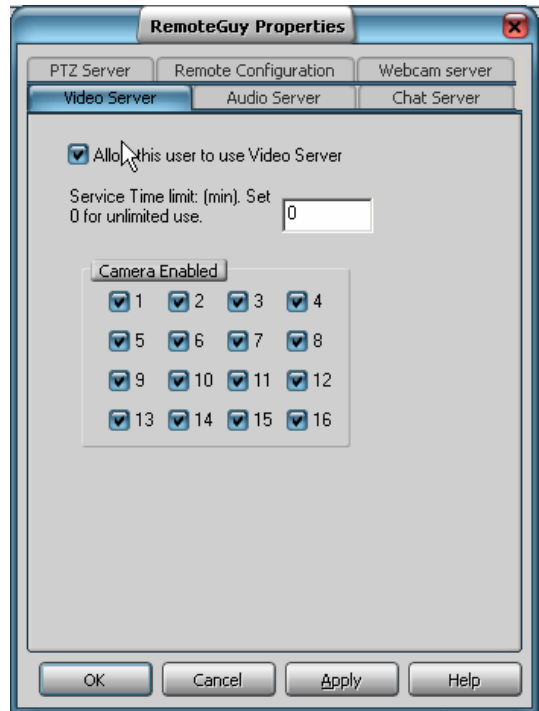 RemoteGuy Properties
PTZ Server Remote Configuration Webcam server
Video Server Audio Server Chat Server
Allow this user to use Video Server
Service Time limit: (min). Set
0 for unlimited use.
0
Camera Enabled
1 2 3 4
5 6 7 8
9 10 11 12
13 14 15 16
OK Cancel Apply Help